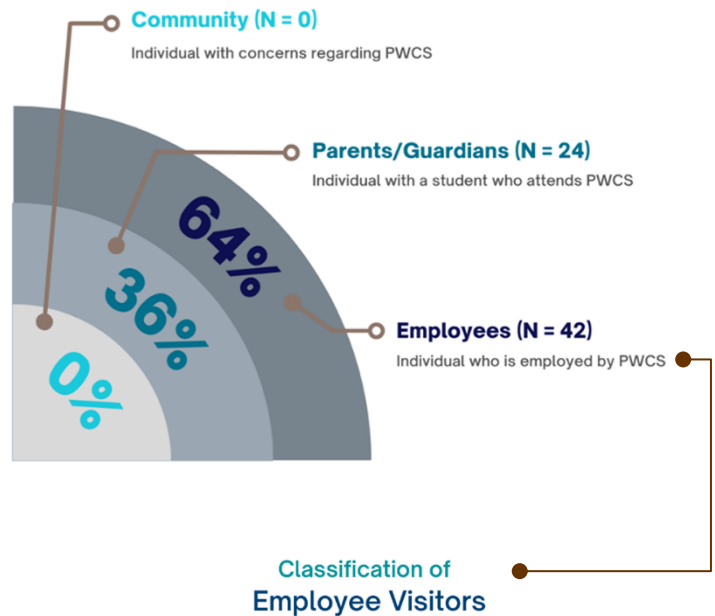 Community (N = 0)
Individual with concerns regarding PWCS
Parents/Guardians (N = 24)
Individual with a student who attends PWCS
64%
36%
Employees (N = 42)
Individual who is employed by PWCS
0%
Classification of
Employee Visitors